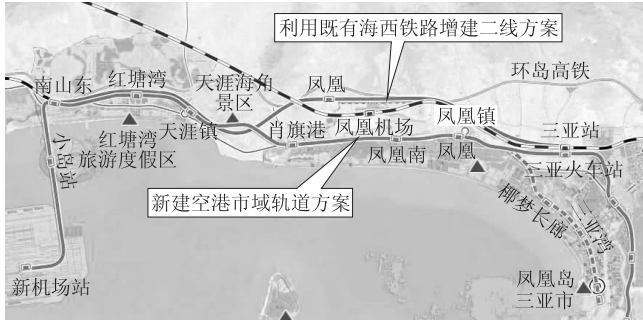 利用既有海西铁路增建二线方案
环岛高铁
南山东
红塘湾
天涯海角
景区
凤凰
红塘湾
旅游度假区
天涯镇
肖旗港
凤凰机场
凤凰镇
凤凰南
凤凰
三亚站
三亚火车站
小岛站
新建空港市域轨道方案
椰梦长廊
三亚湾
新机场站
凤凰岛
三亚市